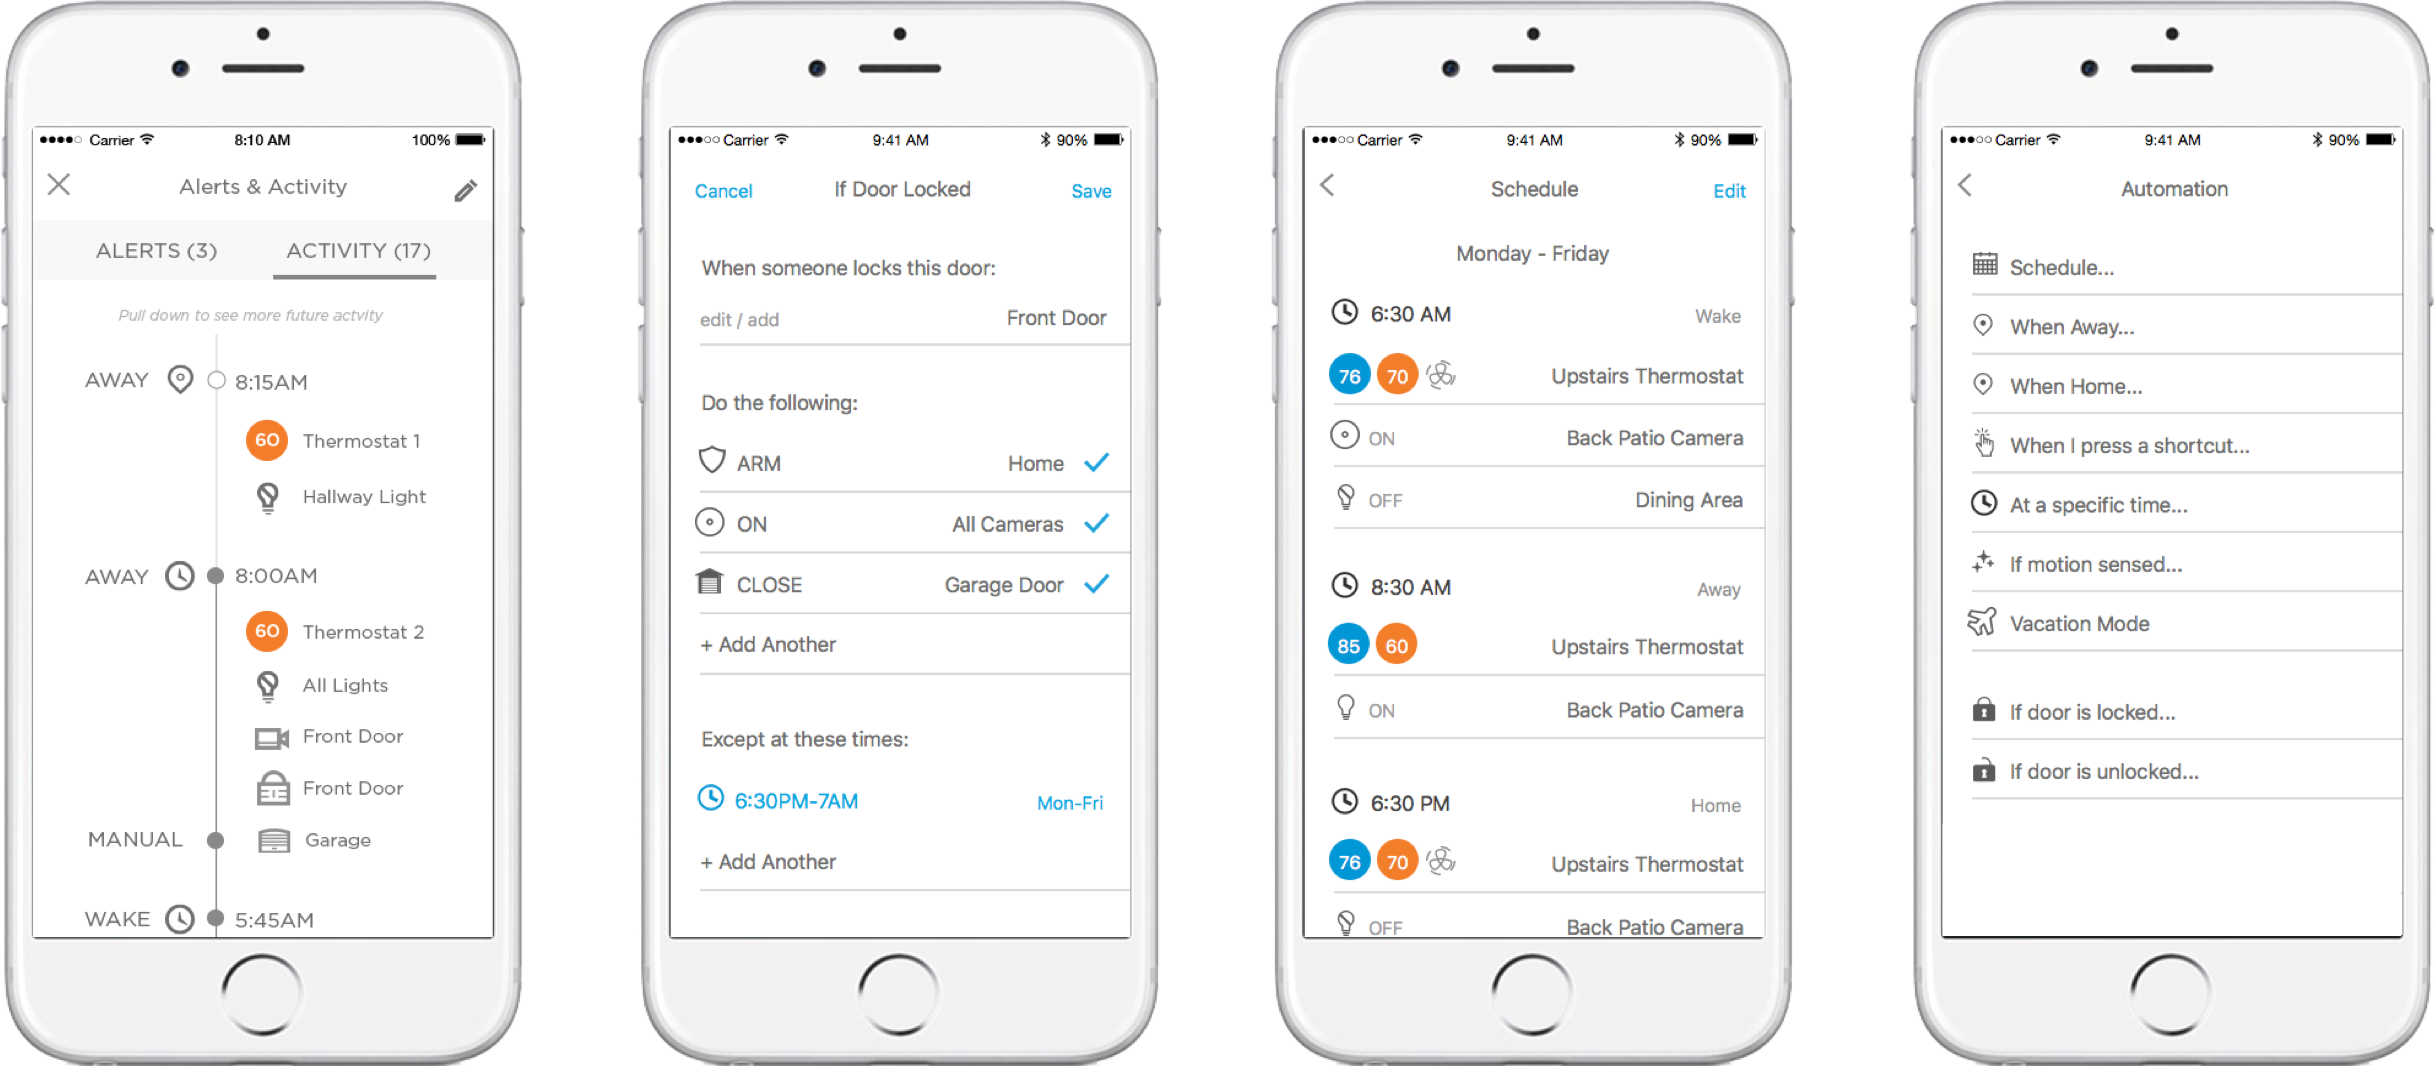 Carrier 8:10 AM 100%
Alerts & Activity
ALERTS (3) ACTIVITY (17)
Pull down to see more future actvity
AWAY 8:15AM
60 Thermostat 1
Hallway Light
AWAY 8:00AM
60 Thermostat 2
All Lights
Front Door
Front Door
MANUAL Garage
WAKE 5:45AM
Carrier 9:41 AM 90%
Cancel If Door Locked Save
When someone locks this door:
edit / add Front Door
Do the following:
ARM Home
ON All Cameras
CLOSE Garage Door
+ Add Another
Except at these times:
6:30PM-7AM Mon-Fri
+ Add Another
Carrier 9:41 AM 90%
Schedule Edit
Monday - Friday
6:30 AM Wake
76 70 Upstairs Thermostat
ON Back Patio Camera
OFF Dining Area
8:30 AM Away
85 60 Upstairs Thermostat
ON Back Patio Camera
6:30 PM Home
76 70 Upstairs Thermostat
OFF Back Patio Camera
Carrier 9:41 AM 90%
Automation
Schedule...
When Away...
When Home...
When I press a shortcut...
At a specific time...
If motion sensed...
Vacation Mode
If door is locked...
If door is unlocked...